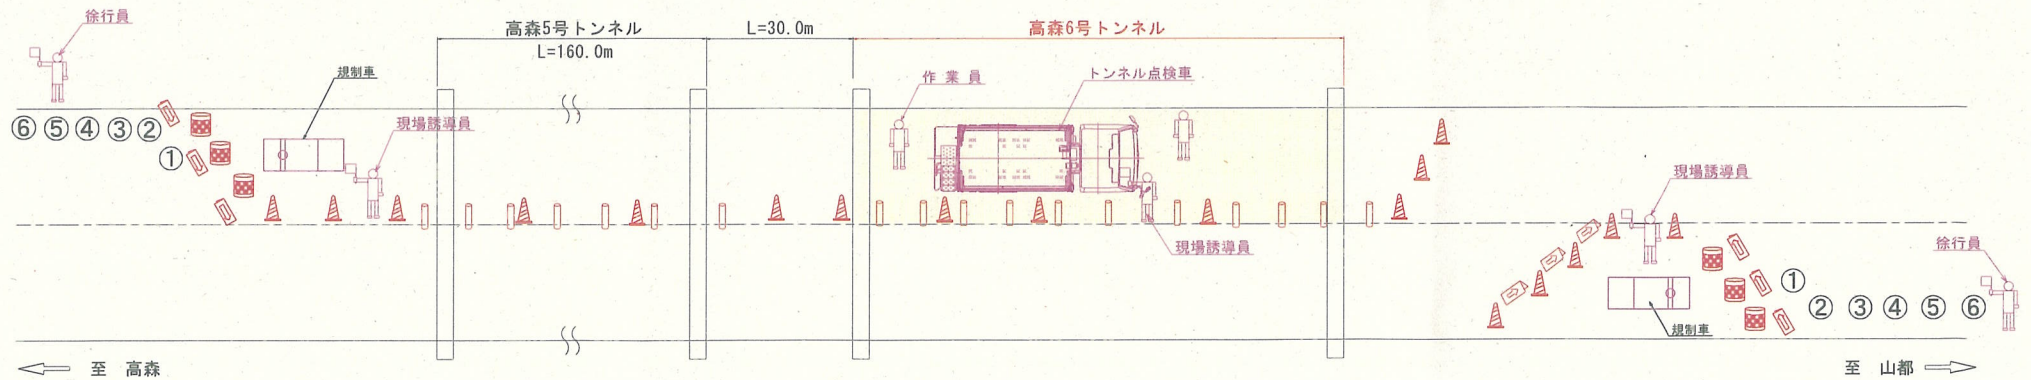 徐行員
高森5号トンネル
L=160.0m
L=30.0m
高森6号トンネル
規制車
現場誘導員
作業員
トンネル点検車
⑥⑤④③②
①
現場誘導員
現場誘導員
徐行員
①
②③④⑤⑥
規制車
至 高森
至 山都